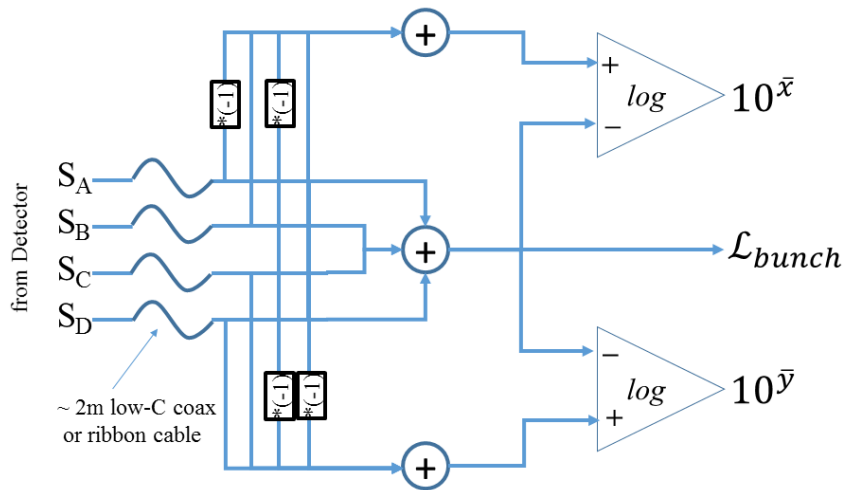 +
+
log
−
10^x̄
*(-1)
*(-1)
from Detector
S_A
S_B
S_C
S_D
+
ℒ_bunch
~ 2m low-C coax
or ribbon cable
*(-1)
*(-1)
−
log
+
10^ȳ
+